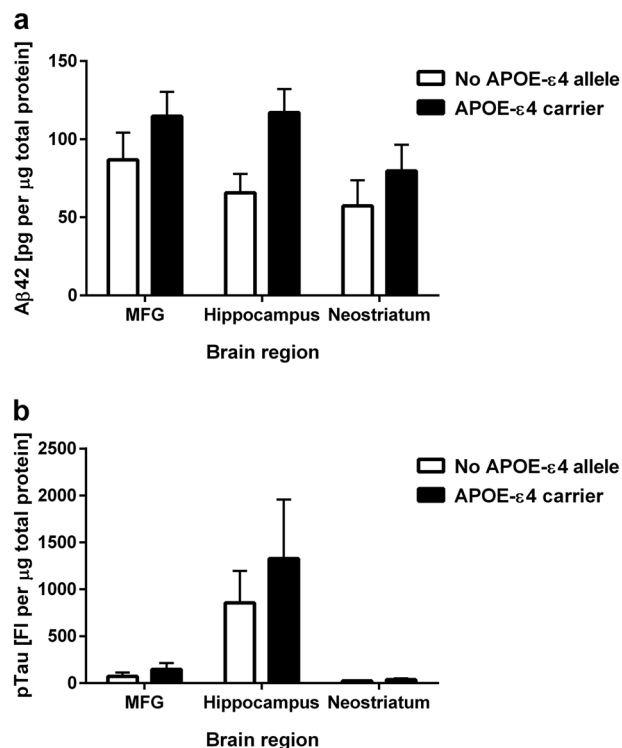 a
150
100
50
0
Aβ42 [pg per μg total protein]
No APOE-ε4 allele
APOE-ε4 carrier
MFG Hippocampus Neostriatum
Brain region
b
2500
2000
1500
1000
500
0
pTau [FI per μg total protein]
No APOE-ε4 allele
APOE-ε4 carrier
MFG Hippocampus Neostriatum
Brain region